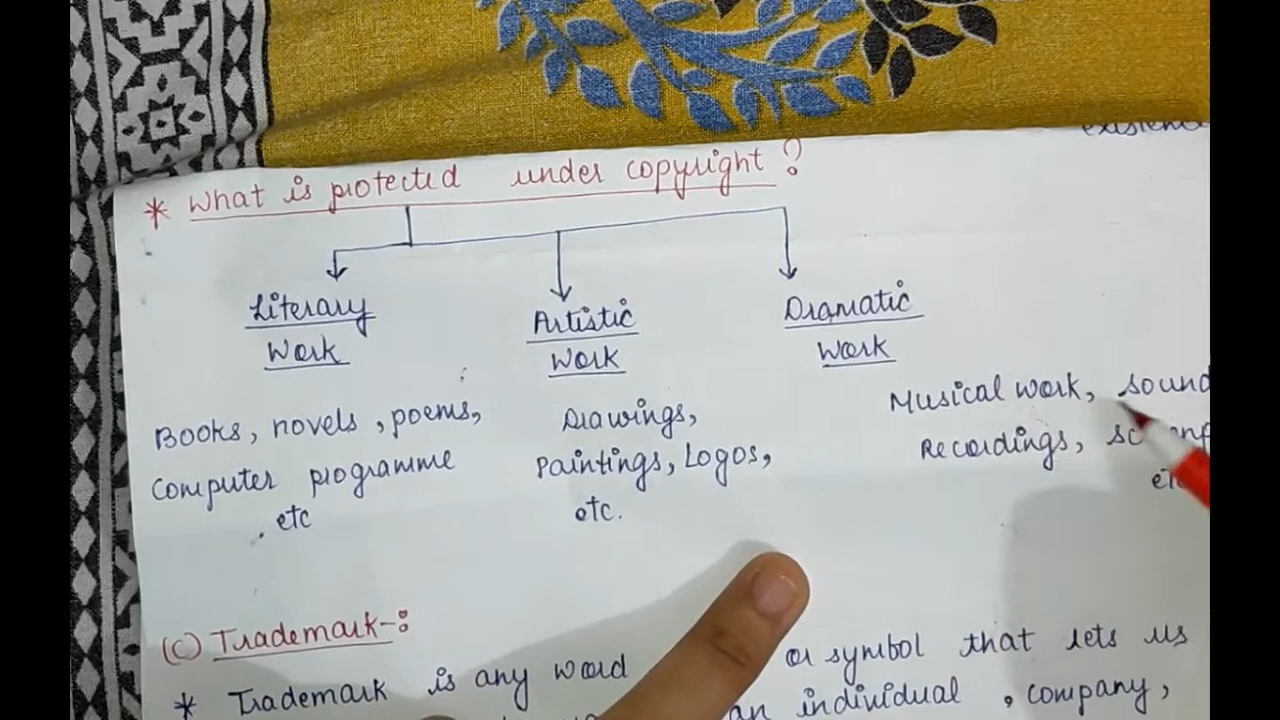 * What is protected under copyright?
Literary Work
Books, novels, poems,
Computer programme
etc
Artistic Work
Drawings,
Paintings, Logos,
etc.
Dramatic Work
Musical work, sound
Recordings,
(C) Trademark-:
* Trademark is any word or symbol that lets us
an individual, company,